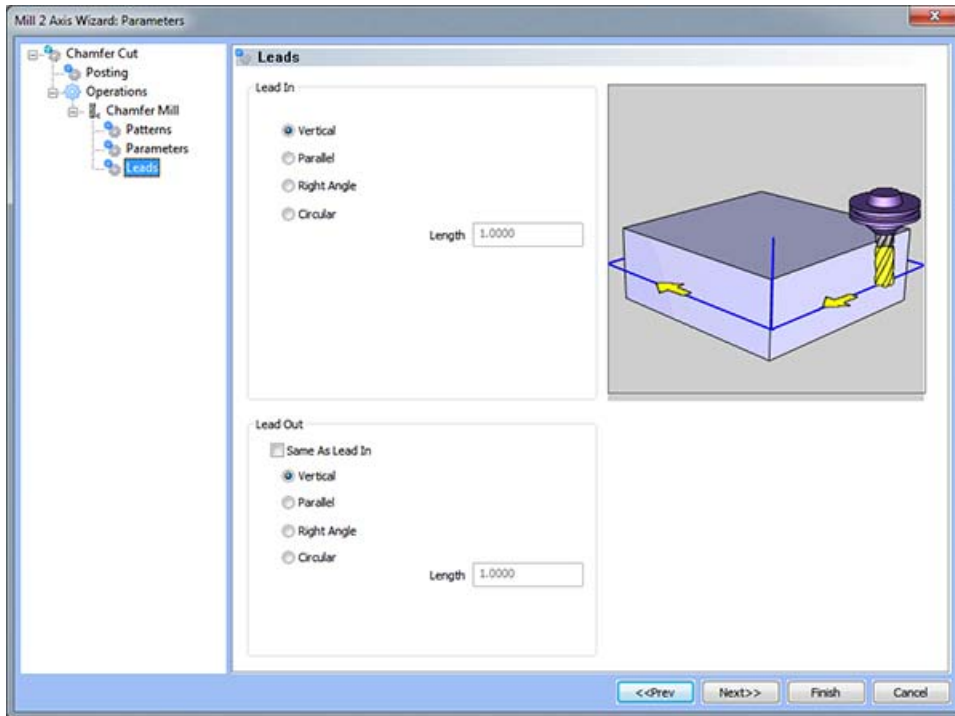 Mill 2 Axis Wizard: Parameters
Chamfer Cut
Posting
Operations
Chamfer Mill
Patterns
Parameters
Leads
Leads
Lead In
Vertical
Parallel
Right Angle
Circular
Length 1.0000
Lead Out
Same As Lead In
Vertical
Parallel
Right Angle
Circular
Length 1.0000
<<Prev Next>> Finish Cancel